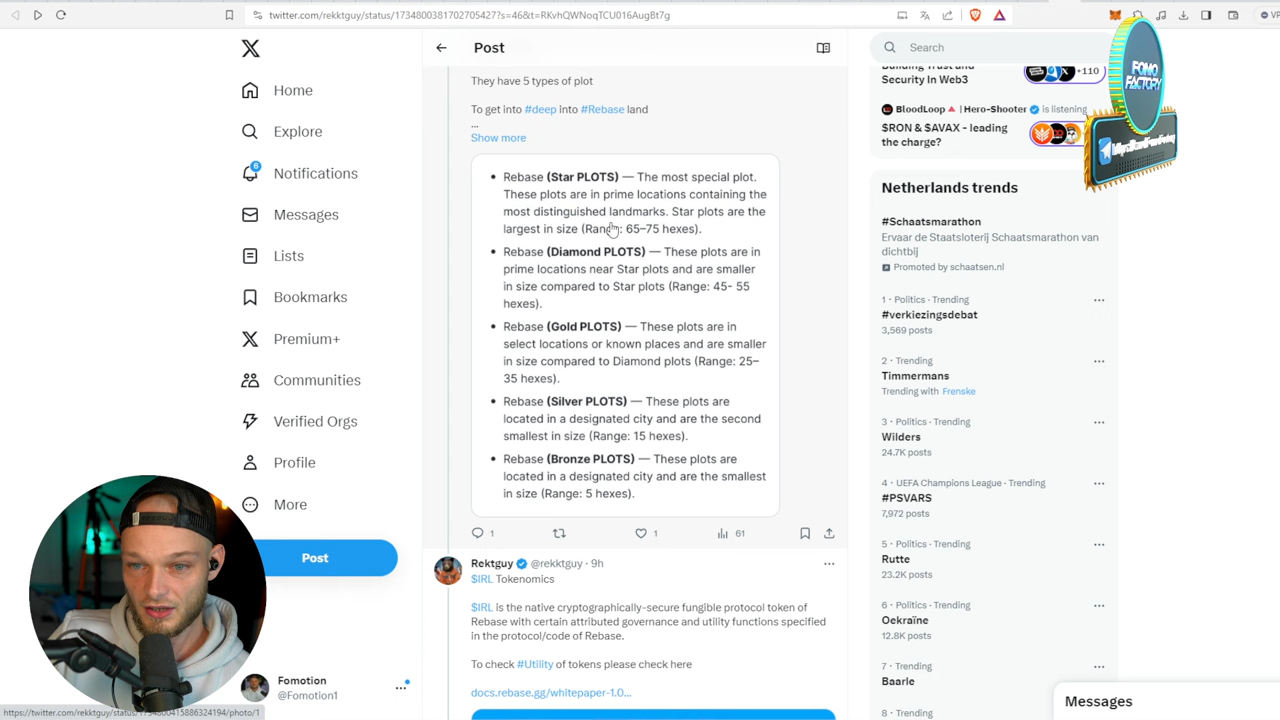 twitter.com/rekktguy/status/1734800381702705427?s=46&t=RKvhQWNoqTCU016AugBt7g
Home
Explore
6
Notifications
Messages
Lists
Bookmarks
Premium+
Communities
Verified Orgs
Profile
More
Post
Fomotion
@Fomotion1
https://twitter.com/rekktguy/status/1734800415886324194/photo/1
Post
They have 5 types of plot
To get into #deep into #Rebase land
...
Show more
• Rebase (Star PLOTS) — The most special plot.
These plots are in prime locations containing the
most distinguished landmarks. Star plots are the
largest in size (Range: 65–75 hexes).
• Rebase (Diamond PLOTS) — These plots are in
prime locations near Star plots and are smaller
in size compared to Star plots (Range: 45- 55
hexes).
• Rebase (Gold PLOTS) — These plots are in
select locations or known places and are smaller
in size compared to Diamond plots (Range: 25–
35 hexes).
• Rebase (Silver PLOTS) — These plots are
located in a designated city and are the second
smallest in size (Range: 15 hexes).
• Rebase (Bronze PLOTS) — These plots are
located in a designated city and are the smallest
in size (Range: 5 hexes).
1 1 61
Rektguy @rekktguy · 9h
$IRL Tokenomics
$IRL is the native cryptographically-secure fungible protocol token of
Rebase with certain attributed governance and utility functions specified
in the protocol/code of Rebase.
To check #Utility of tokens please check here
docs.rebase.gg/whitepaper-1.0...
Search
Building Trust and
Security In Web3
+110
BloodLoop | Hero-Shooter is listening
$RON & $AVAX - leading
the charge?
FOMO
FACTORY
Netherlands trends
#Schaatsmarathon
Ervaar de Staatsloterij Schaatsmarathon van
dichtbij
Promoted by schaatsen.nl
1 · Politics · Trending
#verkiezingsdebat
3,569 posts
2 · Trending
Timmermans
Trending with Frenske
3 · Politics · Trending
Wilders
24.7K posts
4 · UEFA Champions League · Trending
#PSVARS
7,972 posts
5 · Politics · Trending
Rutte
23.2K posts
6 · Politics · Trending
Oekraïne
12.8K posts
7 · Trending
Baarle
8 · Trending
Messages